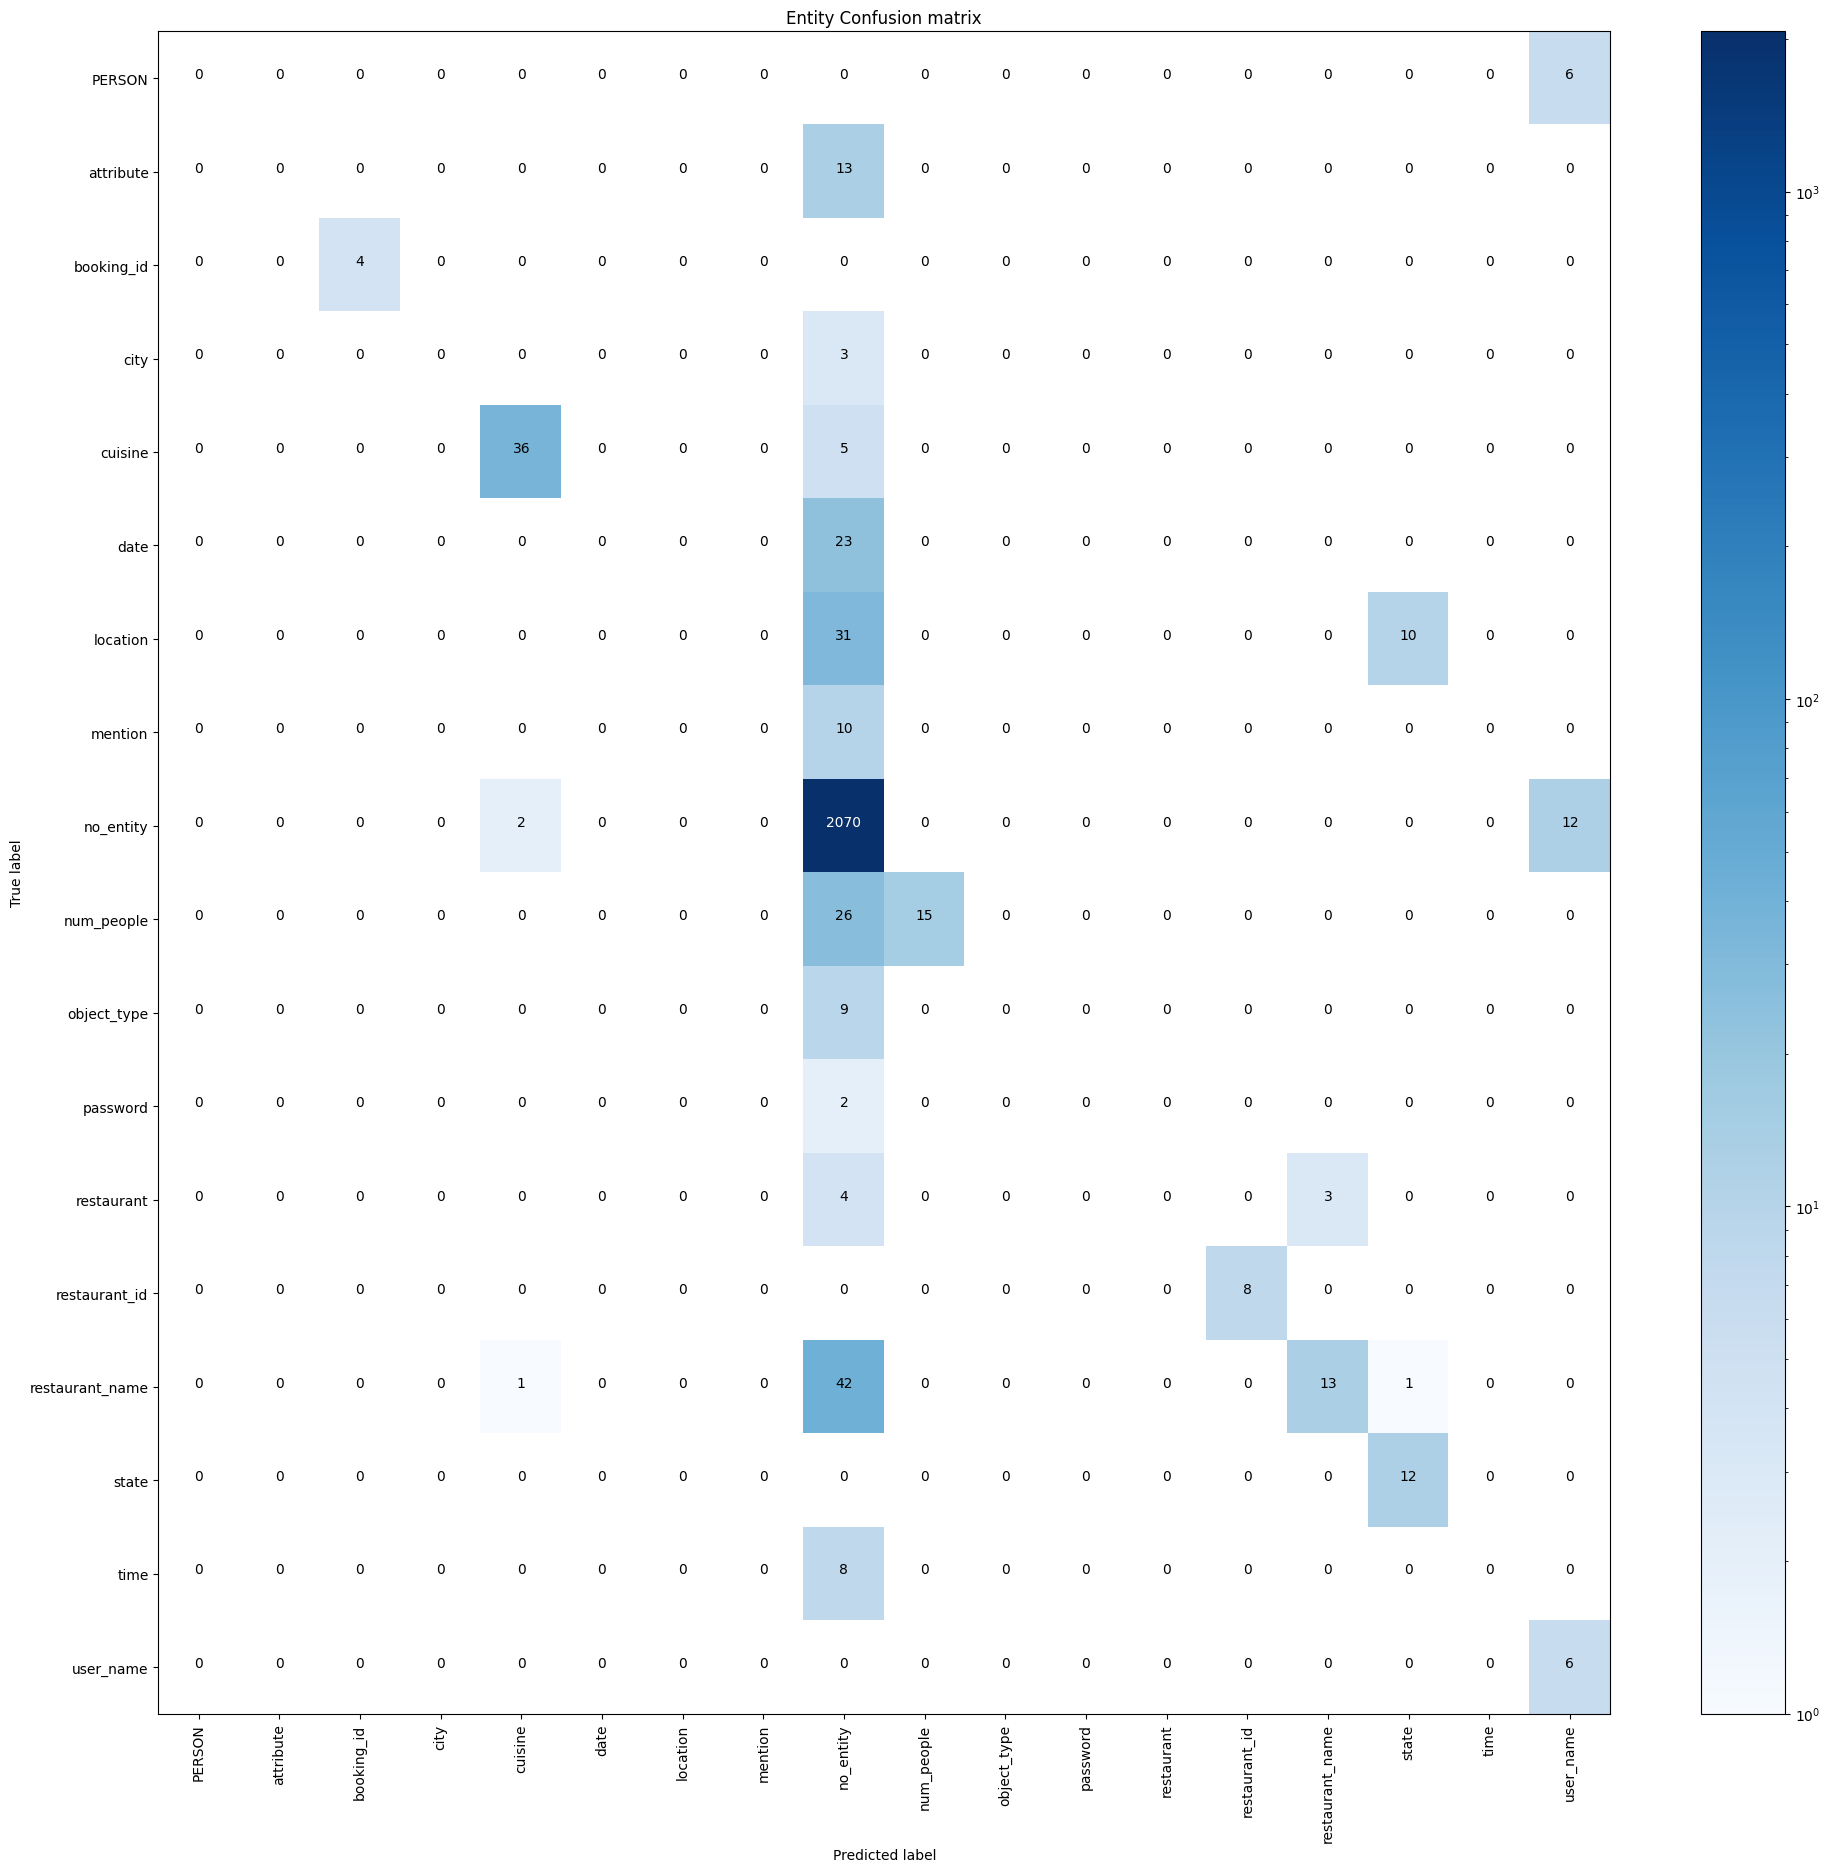 Entity Confusion matrix
PERSON 0 0 0 0 0 0 0 0 0 0 0 0 0 0 0 0 0 6
attribute 0 0 0 0 0 0 0 0 13 0 0 0 0 0 0 0 0 0
10³
booking_id 0 0 4 0 0 0 0 0 0 0 0 0 0 0 0 0 0 0
city 0 0 0 0 0 0 0 0 3 0 0 0 0 0 0 0 0 0
cuisine 0 0 0 0 36 0 0 0 5 0 0 0 0 0 0 0 0 0
date 0 0 0 0 0 0 0 0 23 0 0 0 0 0 0 0 0 0
location 0 0 0 0 0 0 0 0 31 0 0 0 0 0 0 10 0 0
10²
mention 0 0 0 0 0 0 0 0 10 0 0 0 0 0 0 0 0 0
no_entity 0 0 0 0 2 0 0 0 2070 0 0 0 0 0 0 0 0 12
True label
num_people 0 0 0 0 0 0 0 0 26 15 0 0 0 0 0 0 0 0
object_type 0 0 0 0 0 0 0 0 9 0 0 0 0 0 0 0 0 0
password 0 0 0 0 0 0 0 0 2 0 0 0 0 0 0 0 0 0
restaurant 0 0 0 0 0 0 0 0 4 0 0 0 0 0 3 0 0 0
10¹
restaurant_id 0 0 0 0 0 0 0 0 0 0 0 0 0 8 0 0 0 0
restaurant_name 0 0 0 0 1 0 0 0 42 0 0 0 0 0 13 1 0 0
state 0 0 0 0 0 0 0 0 0 0 0 0 0 0 0 12 0 0
time 0 0 0 0 0 0 0 0 8 0 0 0 0 0 0 0 0 0
user_name 0 0 0 0 0 0 0 0 0 0 0 0 0 0 0 0 0 6
10⁰
PERSON
attribute
booking_id
city
cuisine
date
location
mention
no_entity
num_people
object_type
password
restaurant
restaurant_id
restaurant_name
state
time
user_name
Predicted label